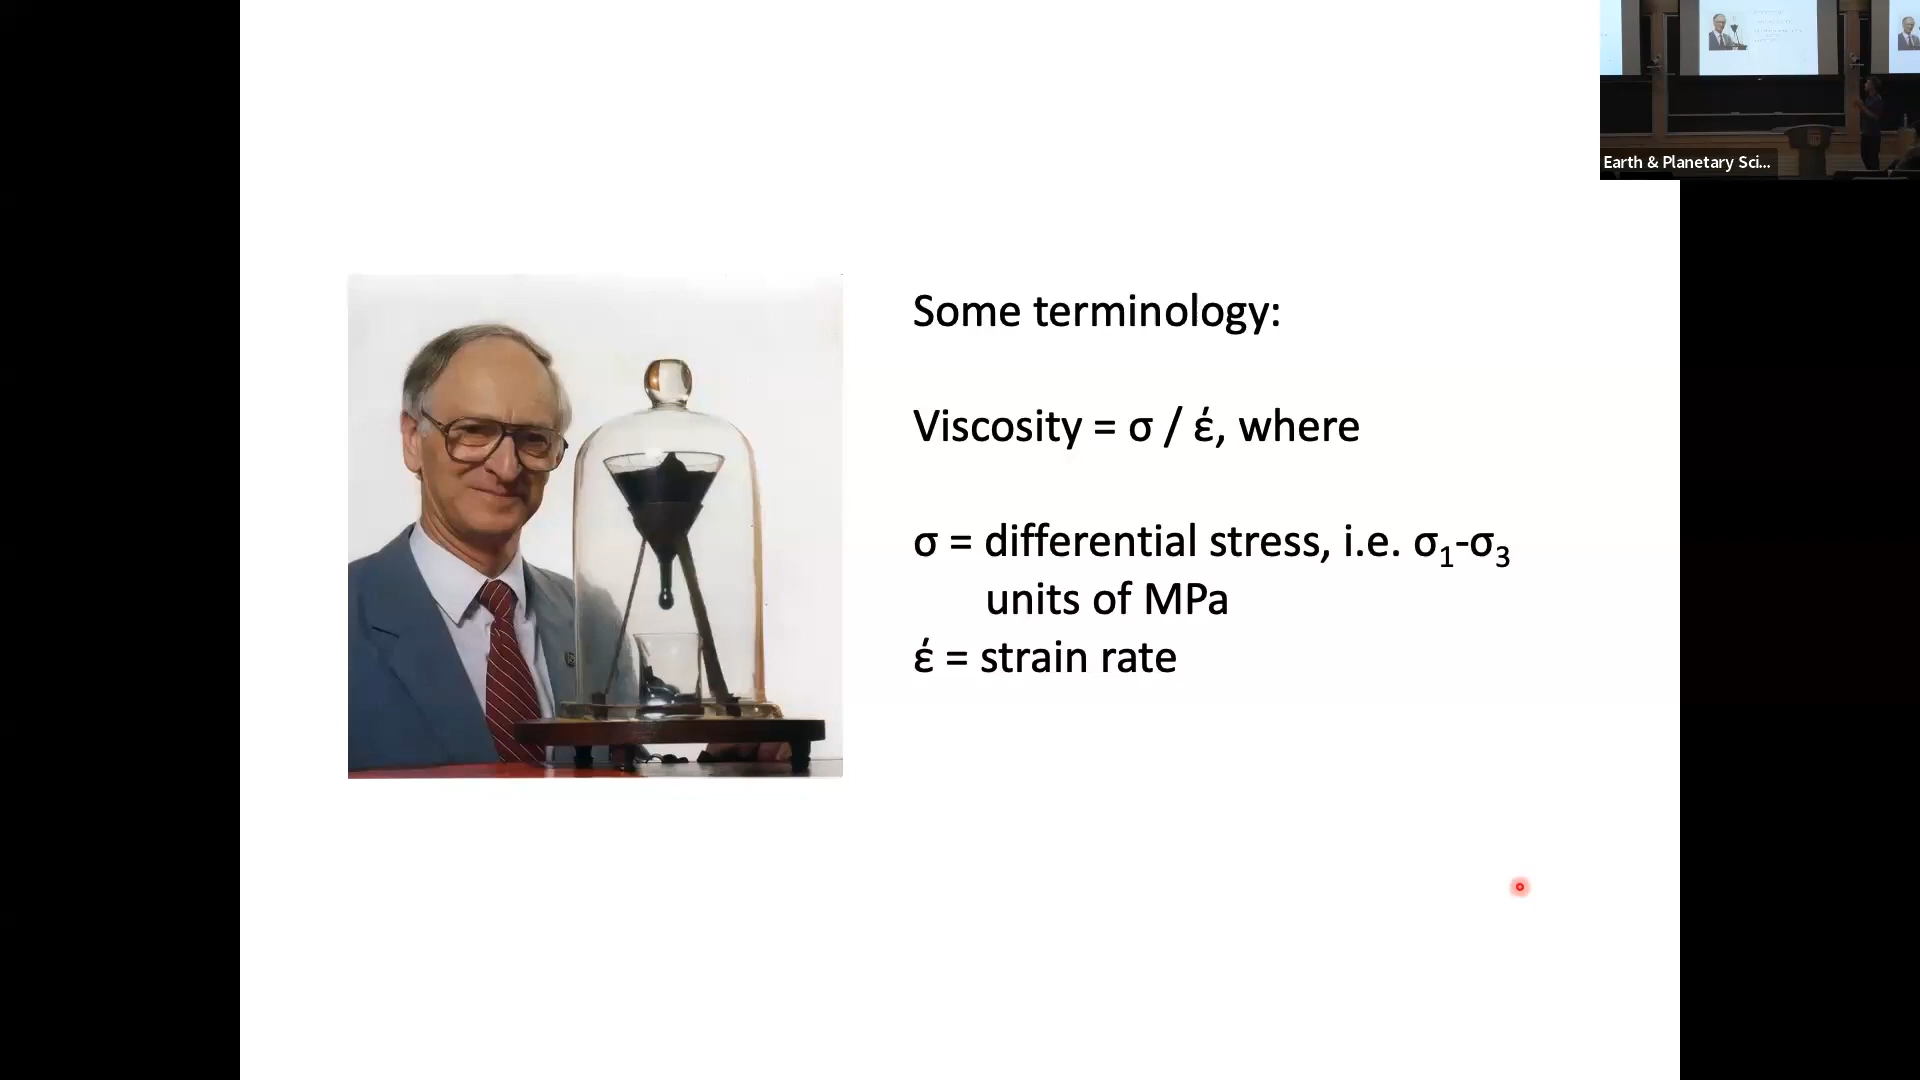 Earth & Planetary Sci...
Some terminology:
Viscosity = σ / έ, where
σ = differential stress, i.e. σ₁-σ₃
units of MPa
έ = strain rate